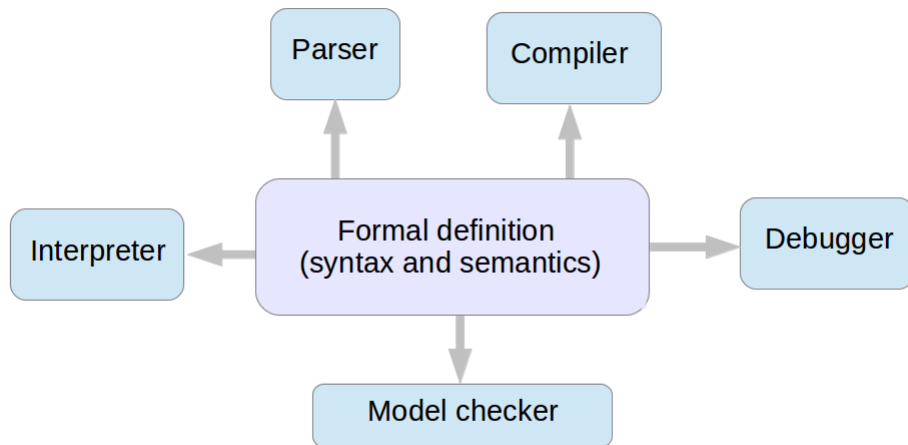 Parser
Compiler
Formal definition
(syntax and semantics)
Interpreter
Debugger
Model checker